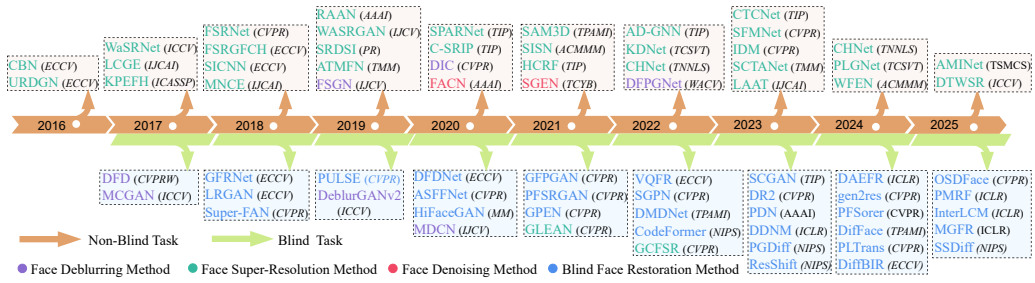 CBN (ECCV)
URDGN (ECCV)
WaSRNet (ICCV)
LCGE (IJCAI)
KPEFH (ICASSP)
FSRNet (CVPR)
FSRGFCH (ECCV)
SICNN (ECCV)
MNCE (IJCAI)
RAAN (AAAI)
WASRGAN (IJCV)
SRDSI (PR)
ATMFN (TMM)
FSGN (IJCV)
SPARNet (TIP)
C-SRIP (TIP)
DIC (CVPR)
FACN (AAAI)
SAM3D (TPAMI)
SISN (ACMMM)
HCRF (TIP)
SGEN (TCYB)
AD-GNN (TIP)
KDNet (TCSVT)
CHNet (TNNLS)
DFPGNet (WACV)
CTCNet (TIP)
SFMNet (CVPR)
IDM (CVPR)
SCTANet (TMM)
LAAT (IJCAI)
CHNet (TNNLS)
PLGNet (TCSVT)
WFEN (ACMMM)
AMINet (TSMCS)
DTWSR (ICCV)
2016 2017 2018 2019 2020 2021 2022 2023 2024 2025
DFD (CVPRW)
MCGAN (ICCV)
GFRNet (ECCV)
LRGAN (ECCV)
Super-FAN (CVPR)
PULSE (CVPR)
DeblurGANv2
(ICCV)
DFDNet (ECCV)
ASFFNet (CVPR)
HiFaceGAN (MM)
MDCN (IJCV)
GFPGAN (CVPR)
PFSRGAN (CVPR)
GPEN (CVPR)
GLEAN (CVPR)
VQFR (ECCV)
SGPN (CVPR)
DMDNet (TPAMI)
CodeFormer (NIPS)
GCFSR (CVPR)
SCGAN (TIP)
DR2 (CVPR)
PDN (AAAI)
DDNM (ICLR)
PGDiff (NIPS)
ResShift (NIPS)
DAEFR (ICLR)
gen2res (CVPR)
PFSorer (CVPR)
DifFace (TPAMI)
PLTrans (CVPR)
DiffBIR (ECCV)
OSDFace (CVPR)
PMRF (ICLR)
InterLCM (ICLR)
MGFR (ICLR)
SSDiff (NIPS)
Non-Blind Task Blind Task
Face Deblurring Method Face Super-Resolution Method Face Denoising Method Blind Face Restoration Method